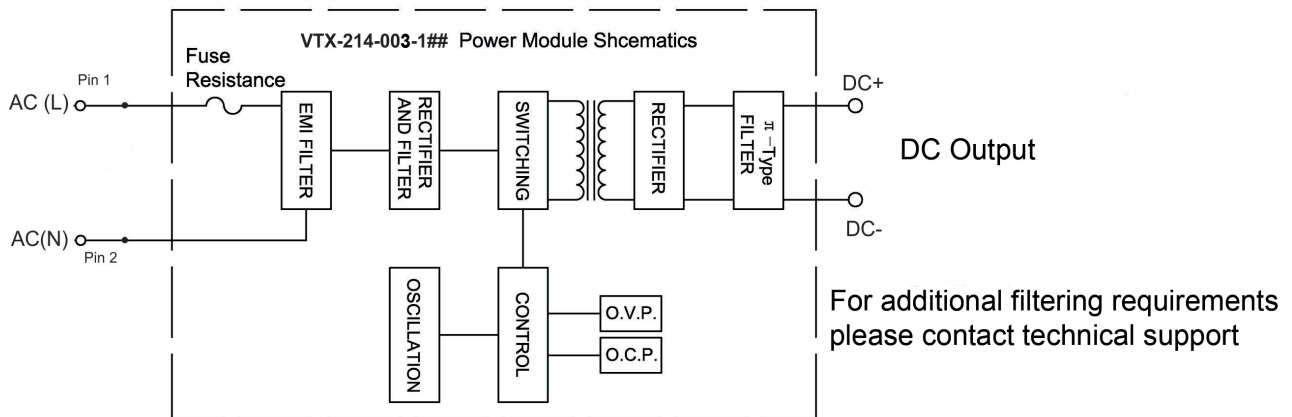 VTX-214-003-1## Power Module Shcematics
Fuse
Resistance
Pin 1
AC (L)
AC(N)
Pin 2
EMI FILTER
RECTIFIER
AND FILTER
SWITCHING
RECTIFIER
π -Type
FILTER
DC+
DC Output
DC-
OSCILLATION
CONTROL
O.V.P.
O.C.P.
For additional filtering requirements
please contact technical support